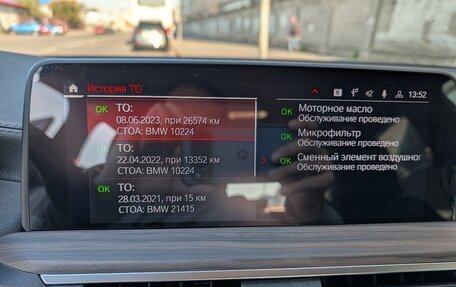 История ТО
6
13:52
OK ТО:
08.06.2023, при 26574 км
СТОА: BMW 10224
OK ТО:
22.04.2022, при 13352 км
СТОА: BMW 10224
OK ТО:
28.03.2021, при 15 км
СТОА: BMW 21415
OK Моторное масло
Обслуживание проведено
OK Микрофильтр
Обслуживание проведено
OK Сменный элемент воздушног
Обслуживание проведено